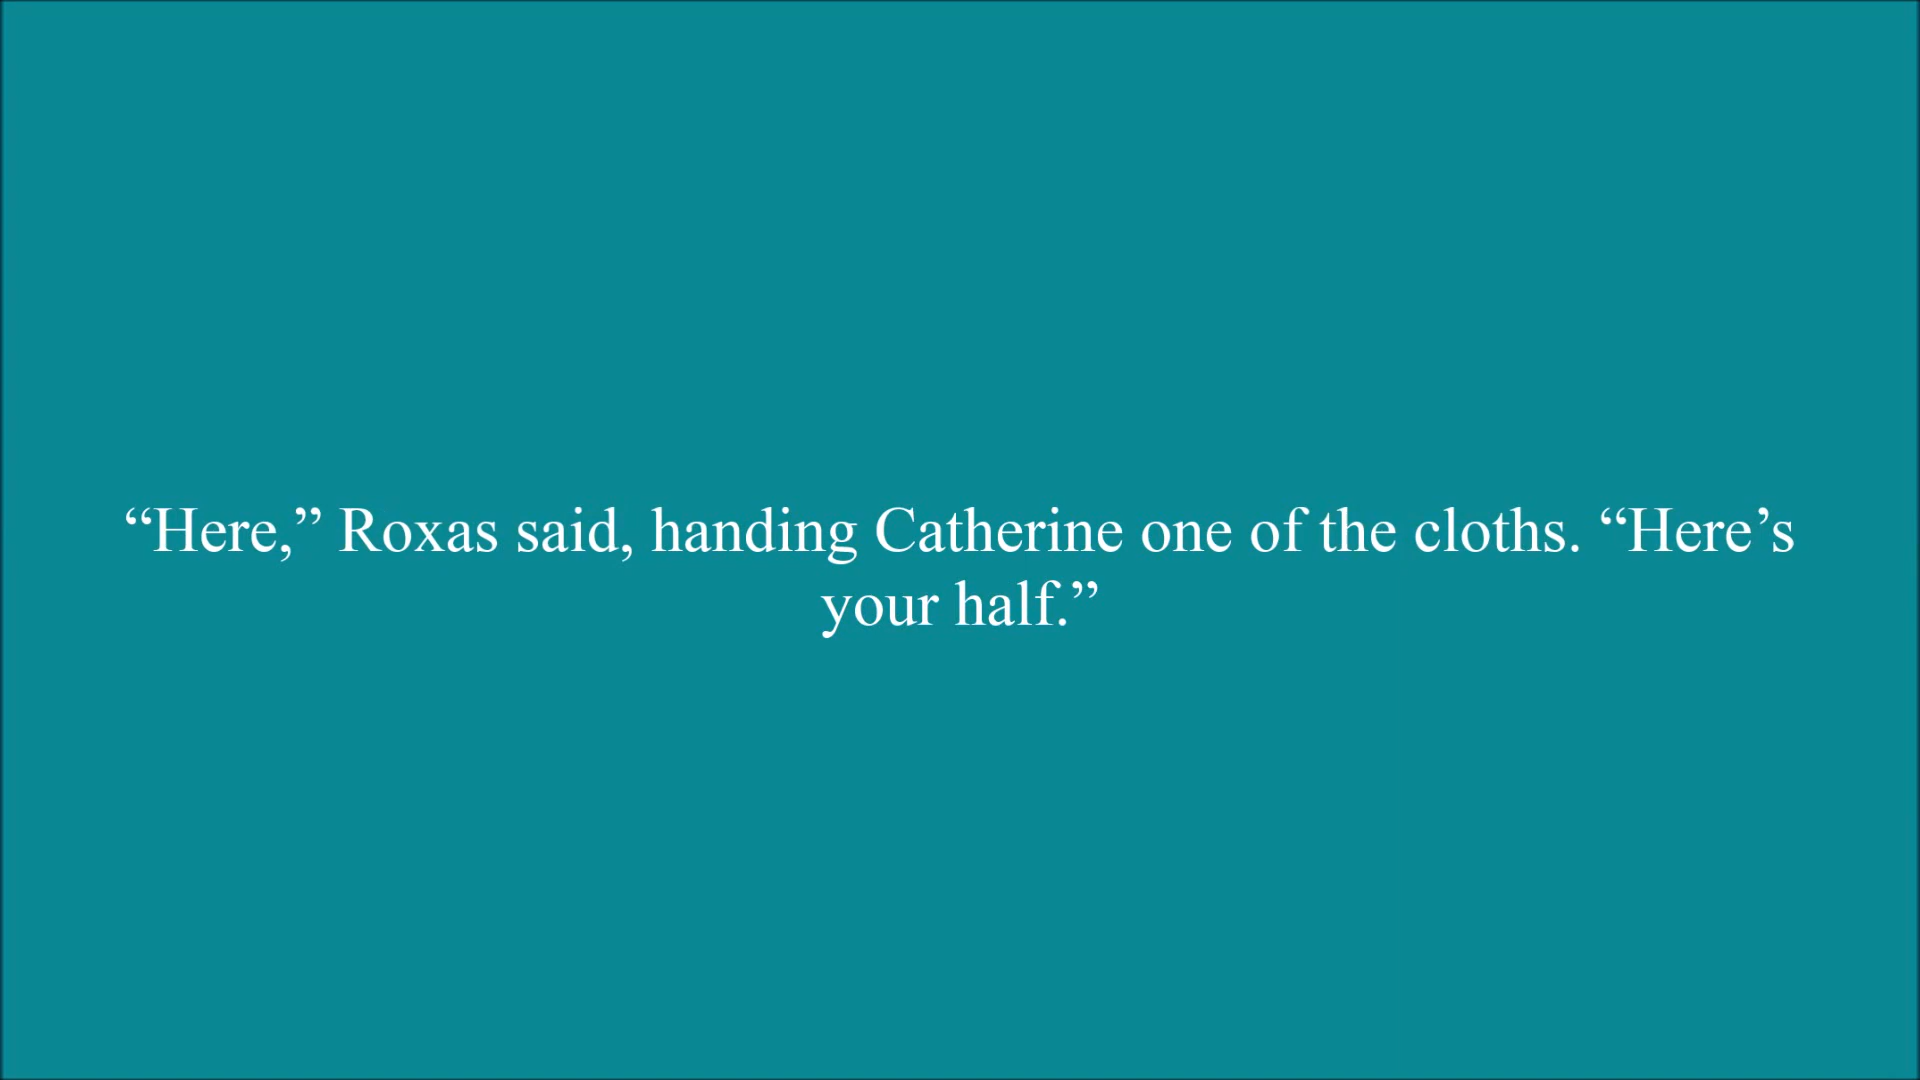 “Here,” Roxas said, handing Catherine one of the cloths. “Here’s
your half.”